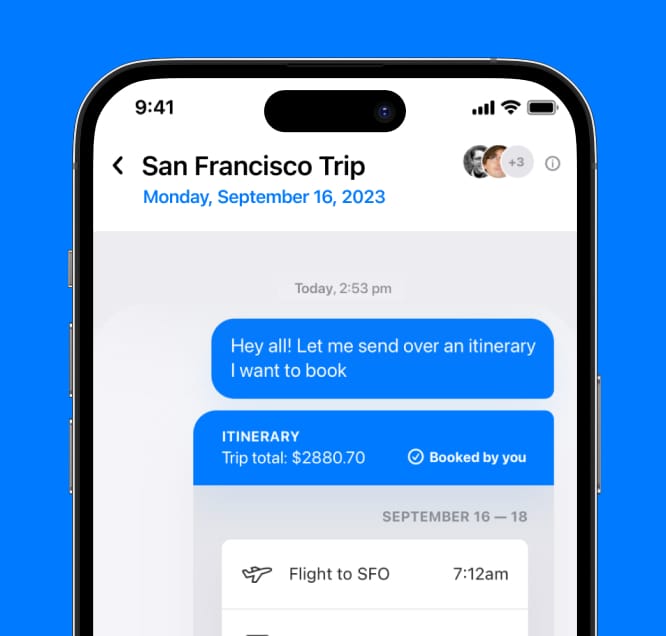 9:41
San Francisco Trip
+3
Monday, September 16, 2023
Today, 2:53 pm
Hey all! Let me send over an itinerary
I want to book
ITINERARY
Trip total: $2880.70
Booked by you
SEPTEMBER 16 — 18
Flight to SFO
7:12am